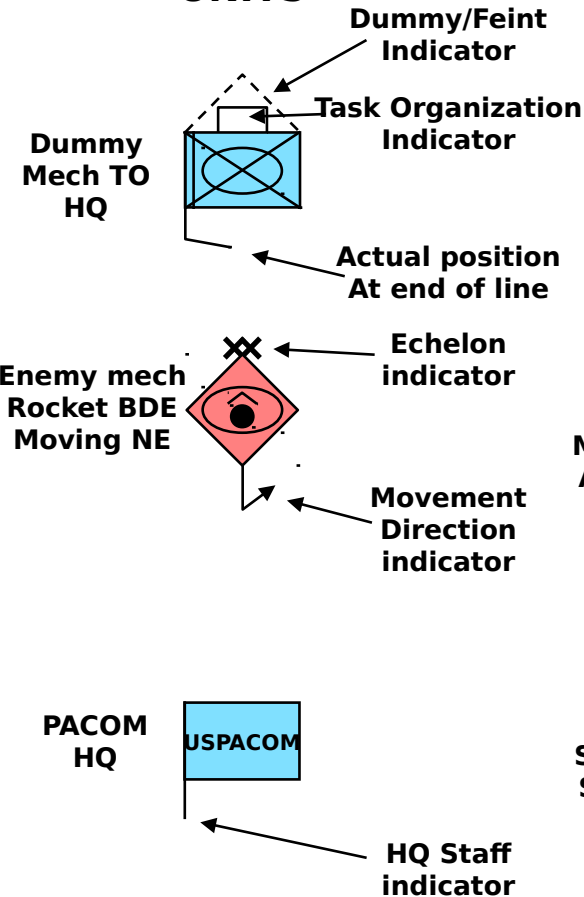 Dummy/Feint
Indicator
Task Organization
Indicator
Dummy
Mech TO
HQ
Actual position
At end of line
Echelon
indicator
Enemy mech
Rocket BDE
Moving NE
Movement
Direction
indicator
PACOM
HQ
USPACOM
HQ Staff
indicator